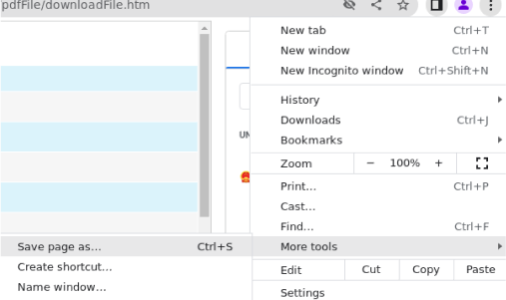 pdfFile/downloadFile.htm
New tab Ctrl+T
New window Ctrl+N
New Incognito window Ctrl+Shift+N
History
Downloads Ctrl+J
Bookmarks
UN
Zoom − 100% +
Print... Ctrl+P
Cast...
Find... Ctrl+F
Save page as... Ctrl+S
More tools
Create shortcut...
Edit Cut Copy Paste
Name window...
Settings